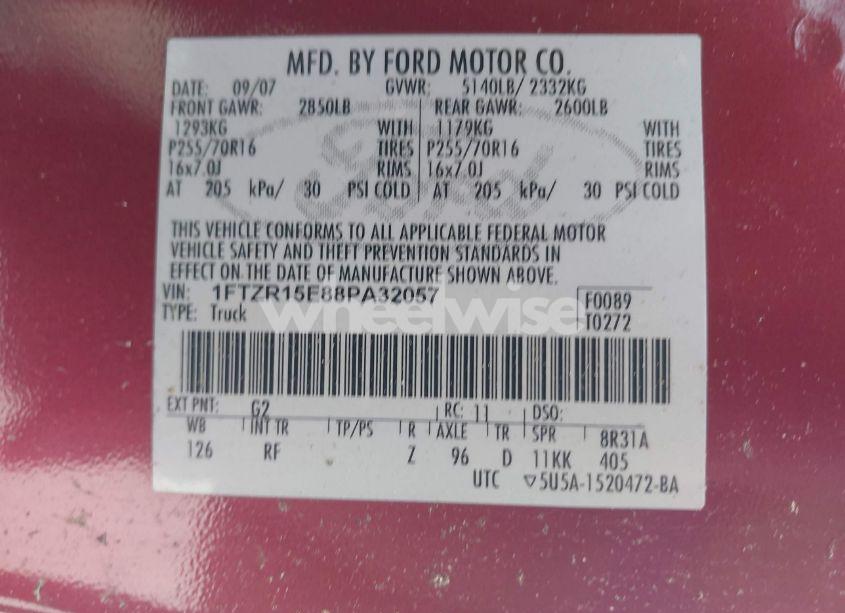 MFD. BY FORD MOTOR CO.
DATE: 09/07 GVWR: 5140LB/ 2332KG
FRONT GAWR: 2850LB REAR GAWR: 2600LB
1293KG WITH 1179KG WITH
P255/70R16 TIRES P255/70R16 TIRES
16x7.0J RIMS 16x7.0J RIMS
AT 205 kPa/ 30 PSI COLD AT 205 kPa/ 30 PSI COLD
THIS VEHICLE CONFORMS TO ALL APPLICABLE FEDERAL MOTOR
VEHICLE SAFETY AND THEFT PREVENTION STANDARDS IN
EFFECT ON THE DATE OF MANUFACTURE SHOWN ABOVE.
VIN: 1FTZR15E88PA32057 F0089
TYPE: Truck T0272
wheelwise
EXT PNT: G2 RC: 11 DSO:
WB INT TR TP/PS R AXLE TR SPR 8R31A
126 RF Z 96 D 11KK 405
UTC ▽5U5A-1520472-BA
Ford